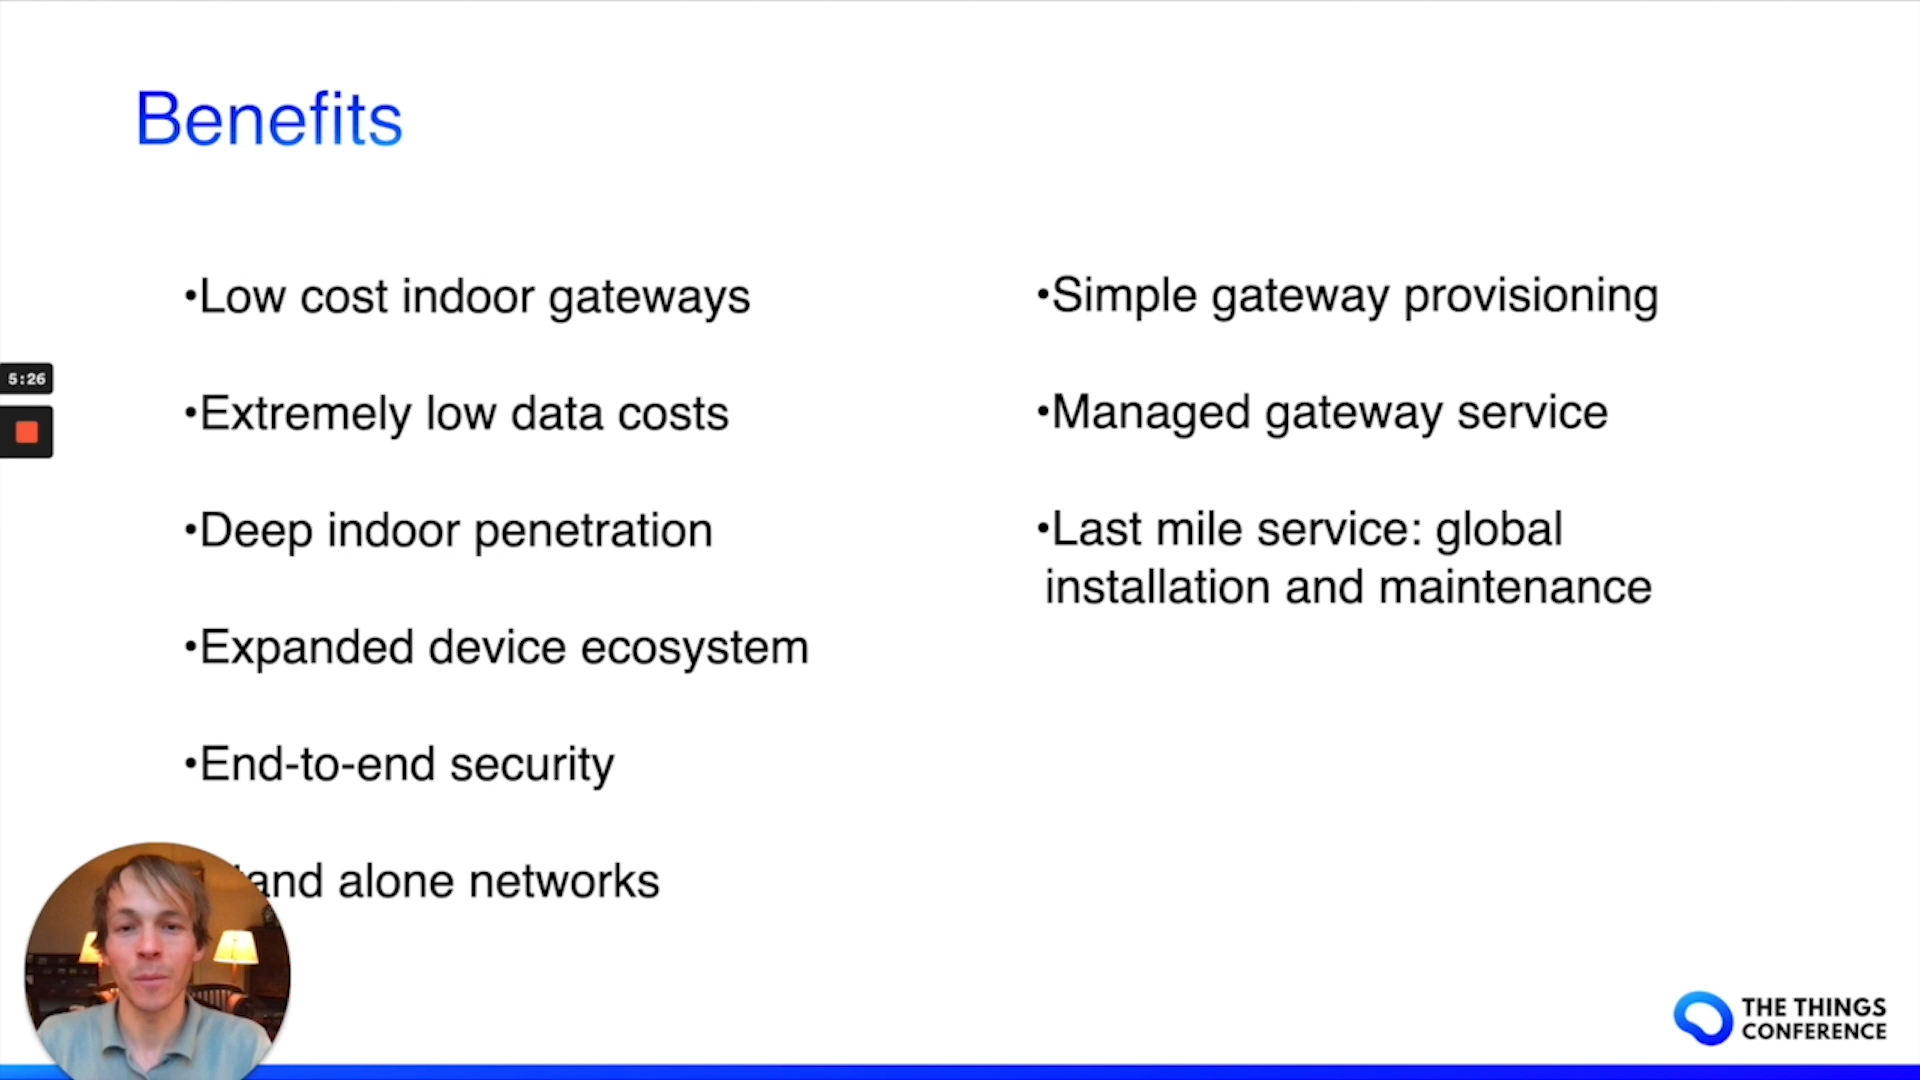 Benefits
•Low cost indoor gateways
•Extremely low data costs
•Deep indoor penetration
•Expanded device ecosystem
•End-to-end security
alone networks
•Simple gateway provisioning
•Managed gateway service
•Last mile service: global
installation and maintenance
5:26
THE THINGS
CONFERENCE